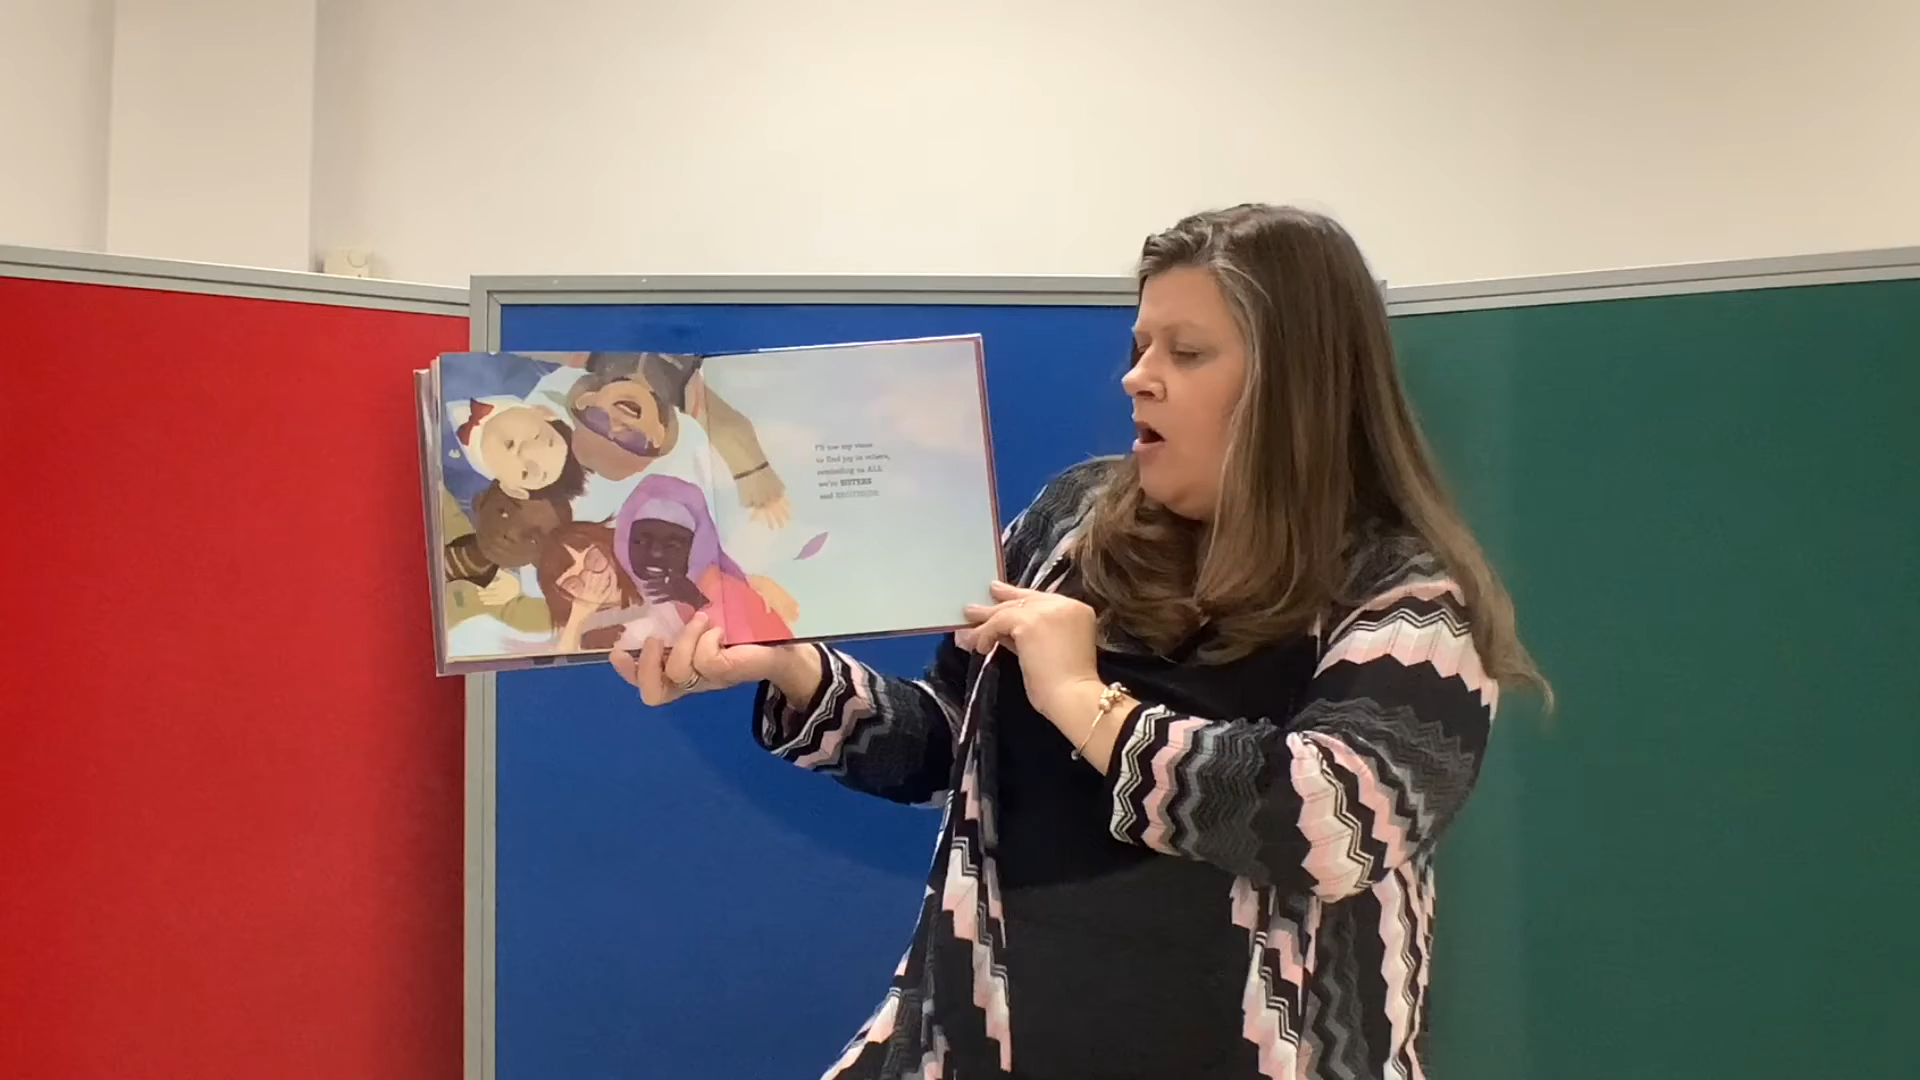 I'll use my voice
to find joy in others,
reminding us ALL
we're SISTERS
and BROTHERS